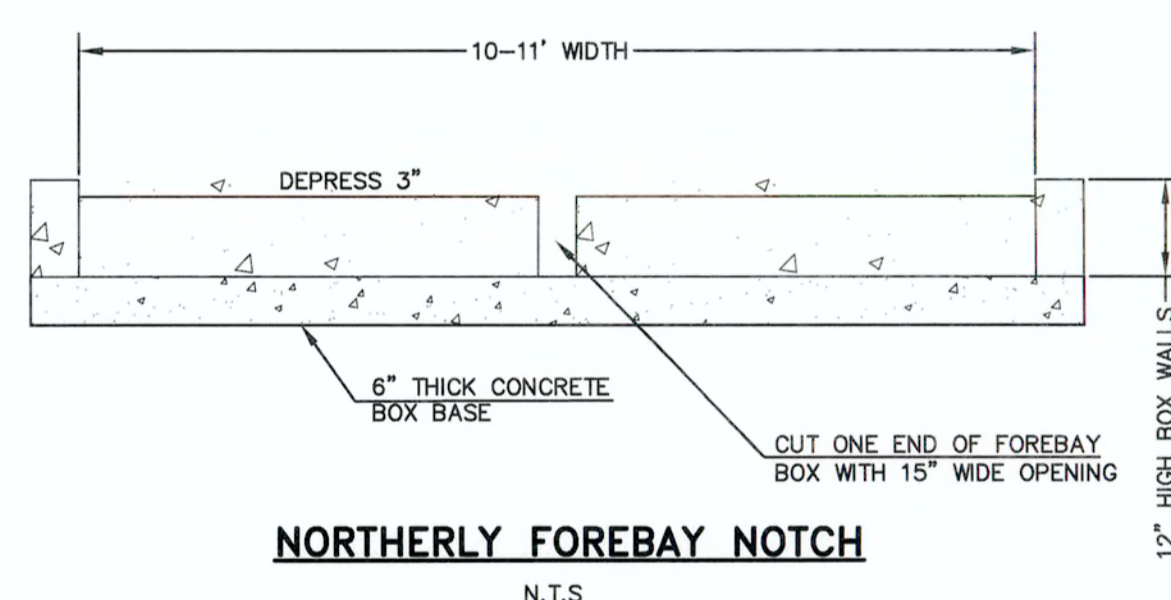 10-11' WIDTH
DEPRESS 3"
6" THICK CONCRETE
BOX BASE
CUT ONE END OF FOREBAY
BOX WITH 15" WIDE OPENING
12" HIGH BOX WALLS
NORTHERLY FOREBAY NOTCH
N.T.S